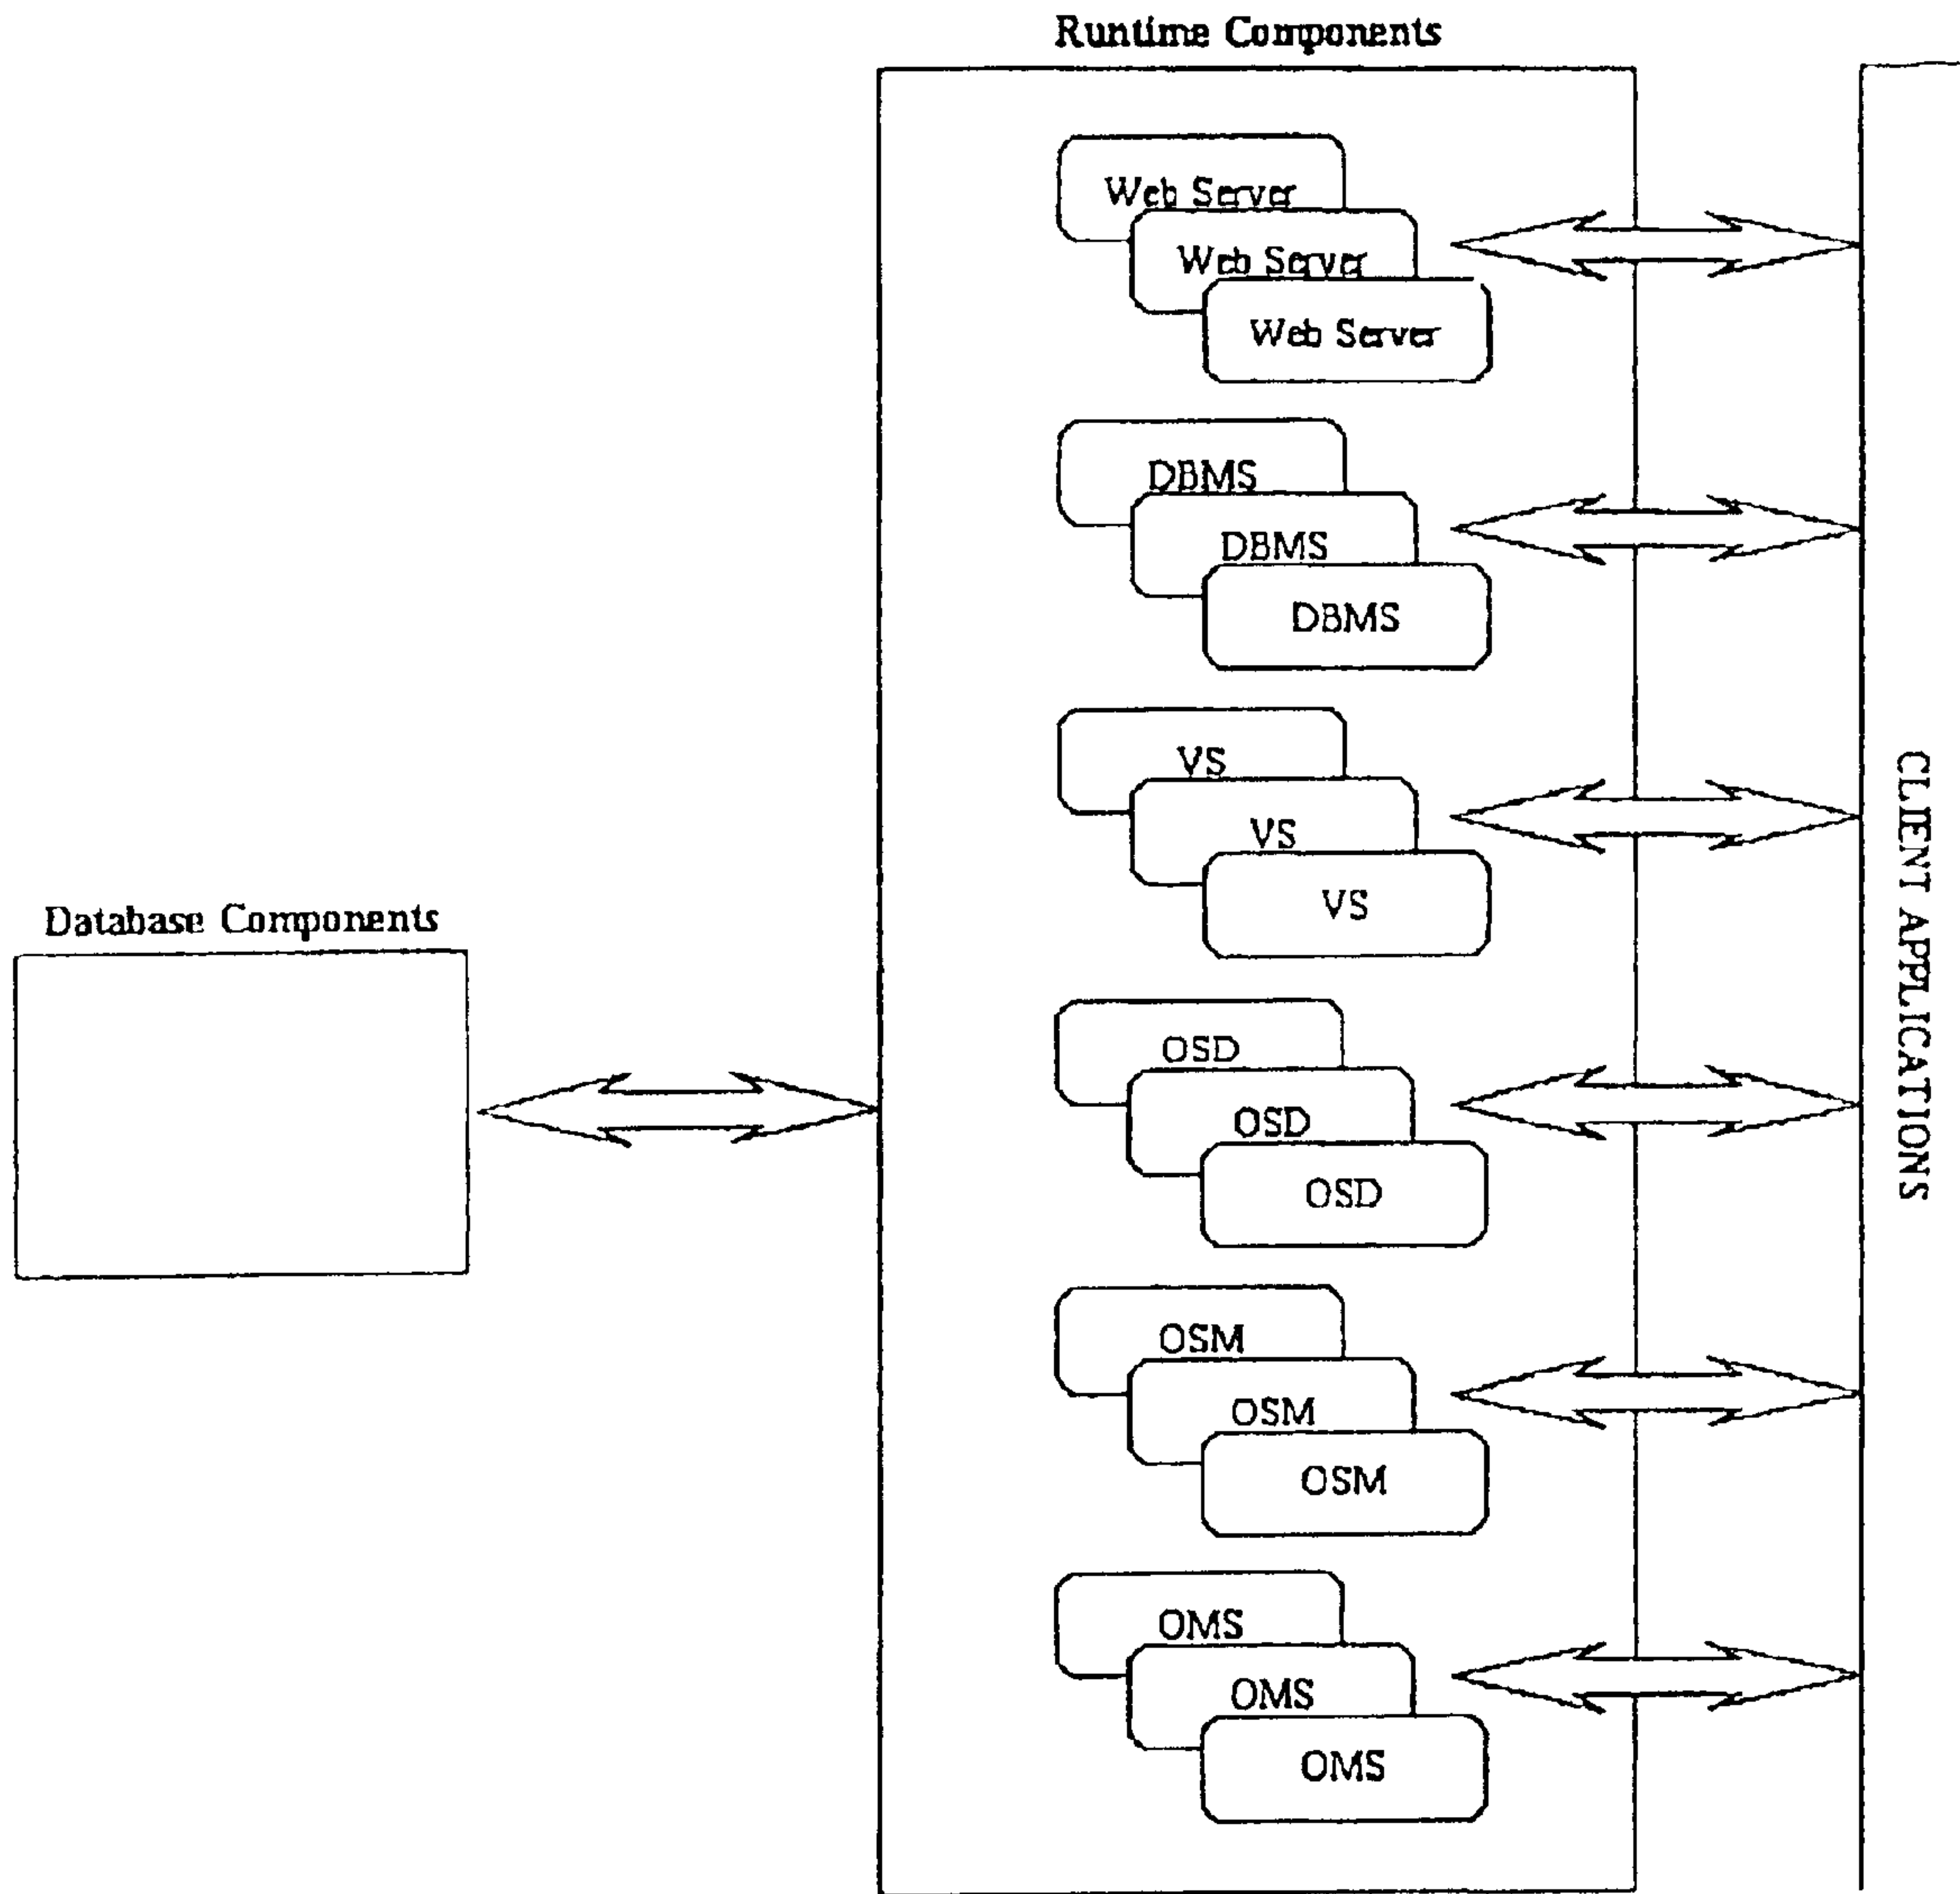 Runtime Components
Web Server
Web Server
Web Server
DBMS
DBMS
DBMS
VS
VS
VS
Database Components
CLIENT APPLICATIONS
OSD
OSD
OSD
OSM
OSM
OSM
OMS
OMS
OMS